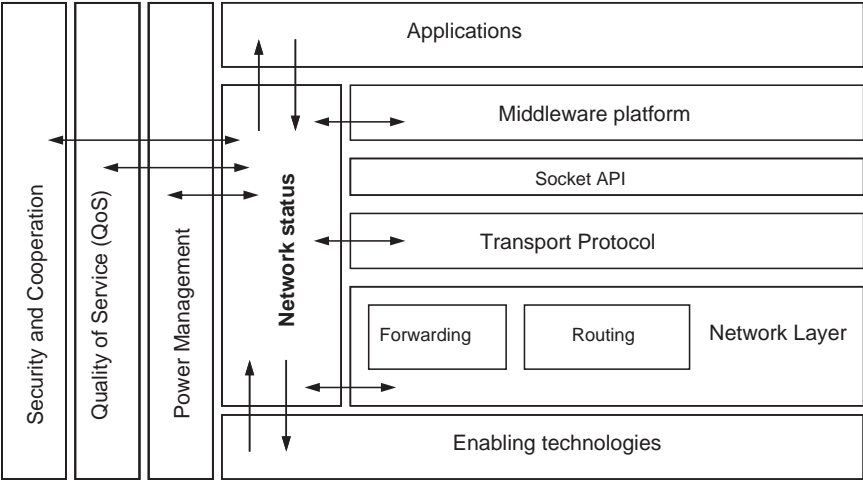 Applications
Middleware platform
Socket API
Transport Protocol
Forwarding
Routing
Network Layer
Enabling technologies
Network status
Security and Cooperation
Quality of Service (QoS)
Power Management